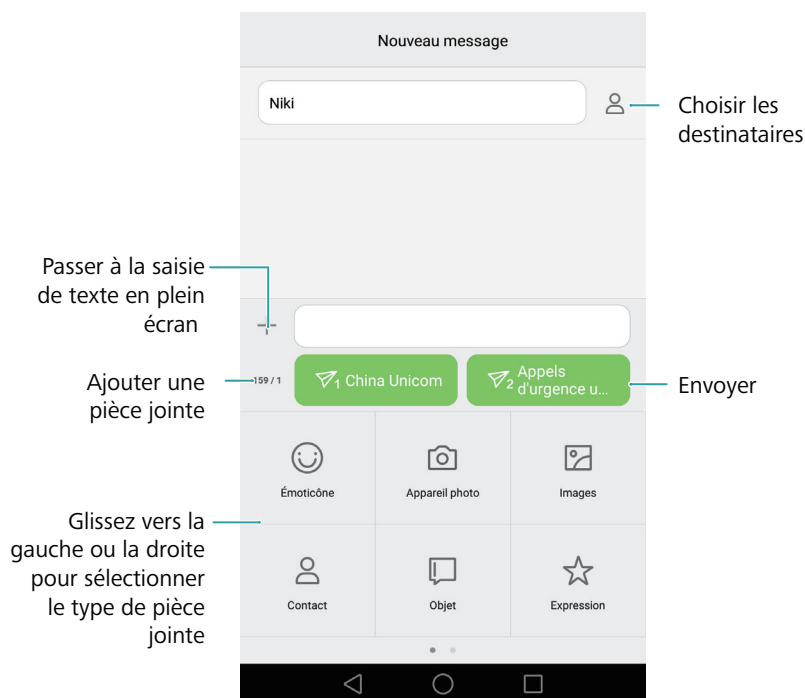 Nouveau message
Niki
Choisir les
destinataires
Passer à la saisie
de texte en plein
écran
159 / 1
1 China Unicom
2 Appels
d'urgence u...
Ajouter une
pièce jointe
Envoyer
Émoticône
Appareil photo
Images
Glissez vers la
gauche ou la droite
pour sélectionner
le type de pièce
jointe
Contact
Objet
Expression